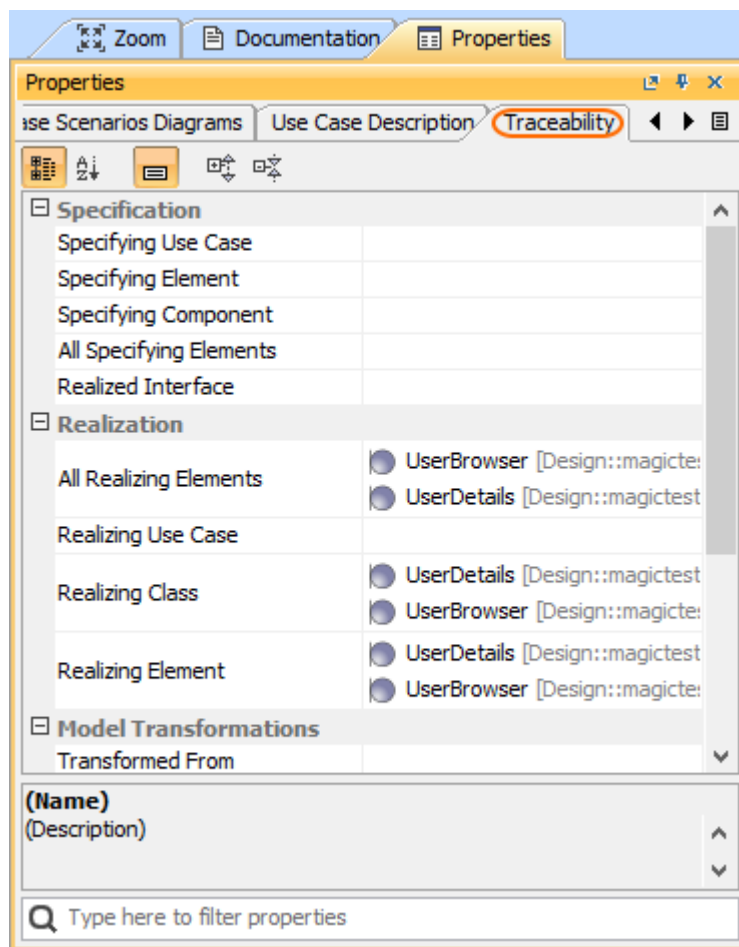 Zoom Documentation Properties
Properties
ase Scenarios Diagrams Use Case Description Traceability
Specification
Specifying Use Case
Specifying Element
Specifying Component
All Specifying Elements
Realized Interface
Realization
All Realizing Elements
UserBrowser [Design::magictes
UserDetails [Design::magictest
Realizing Use Case
Realizing Class
UserDetails [Design::magictest
UserBrowser [Design::magictes
Realizing Element
UserDetails [Design::magictest
UserBrowser [Design::magictes
Model Transformations
Transformed From
(Name)
(Description)
Type here to filter properties